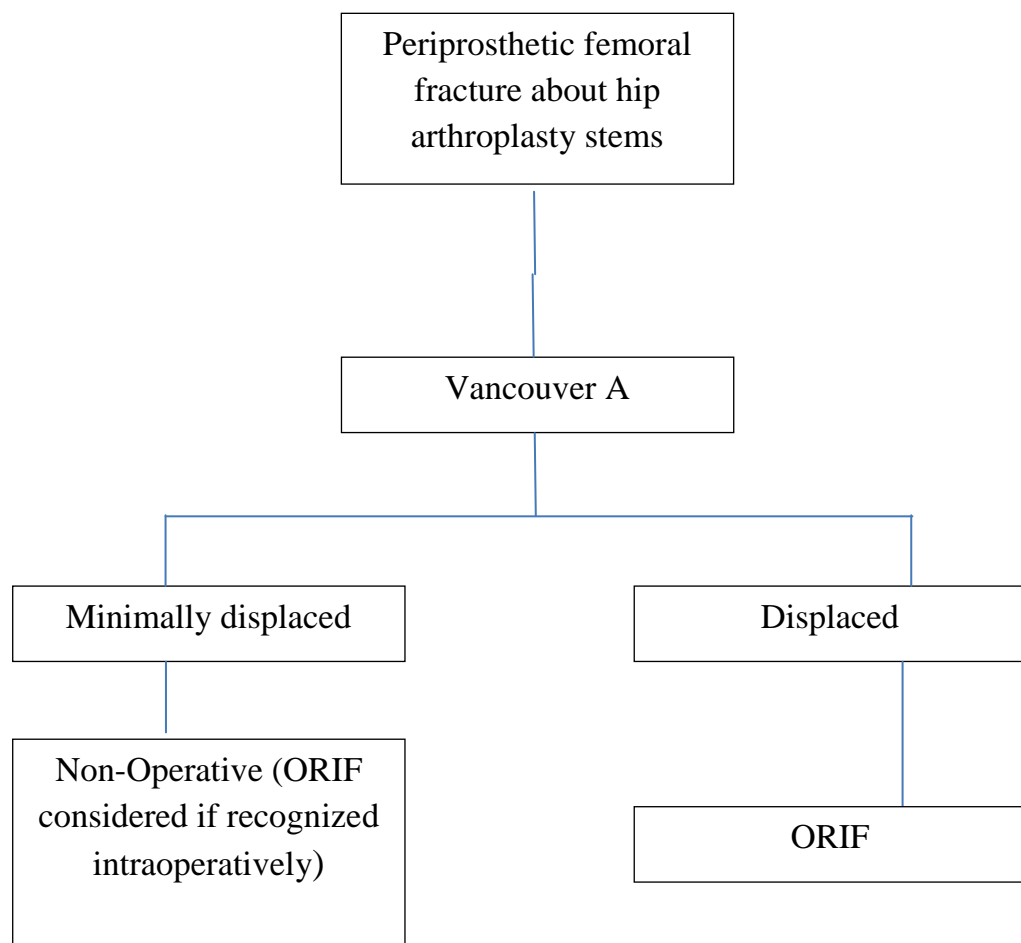 Periprosthetic femoral
fracture about hip
arthroplasty stems
Vancouver A
Minimally displaced
Displaced
Non-Operative (ORIF
considered if recognized
intraoperatively)
ORIF